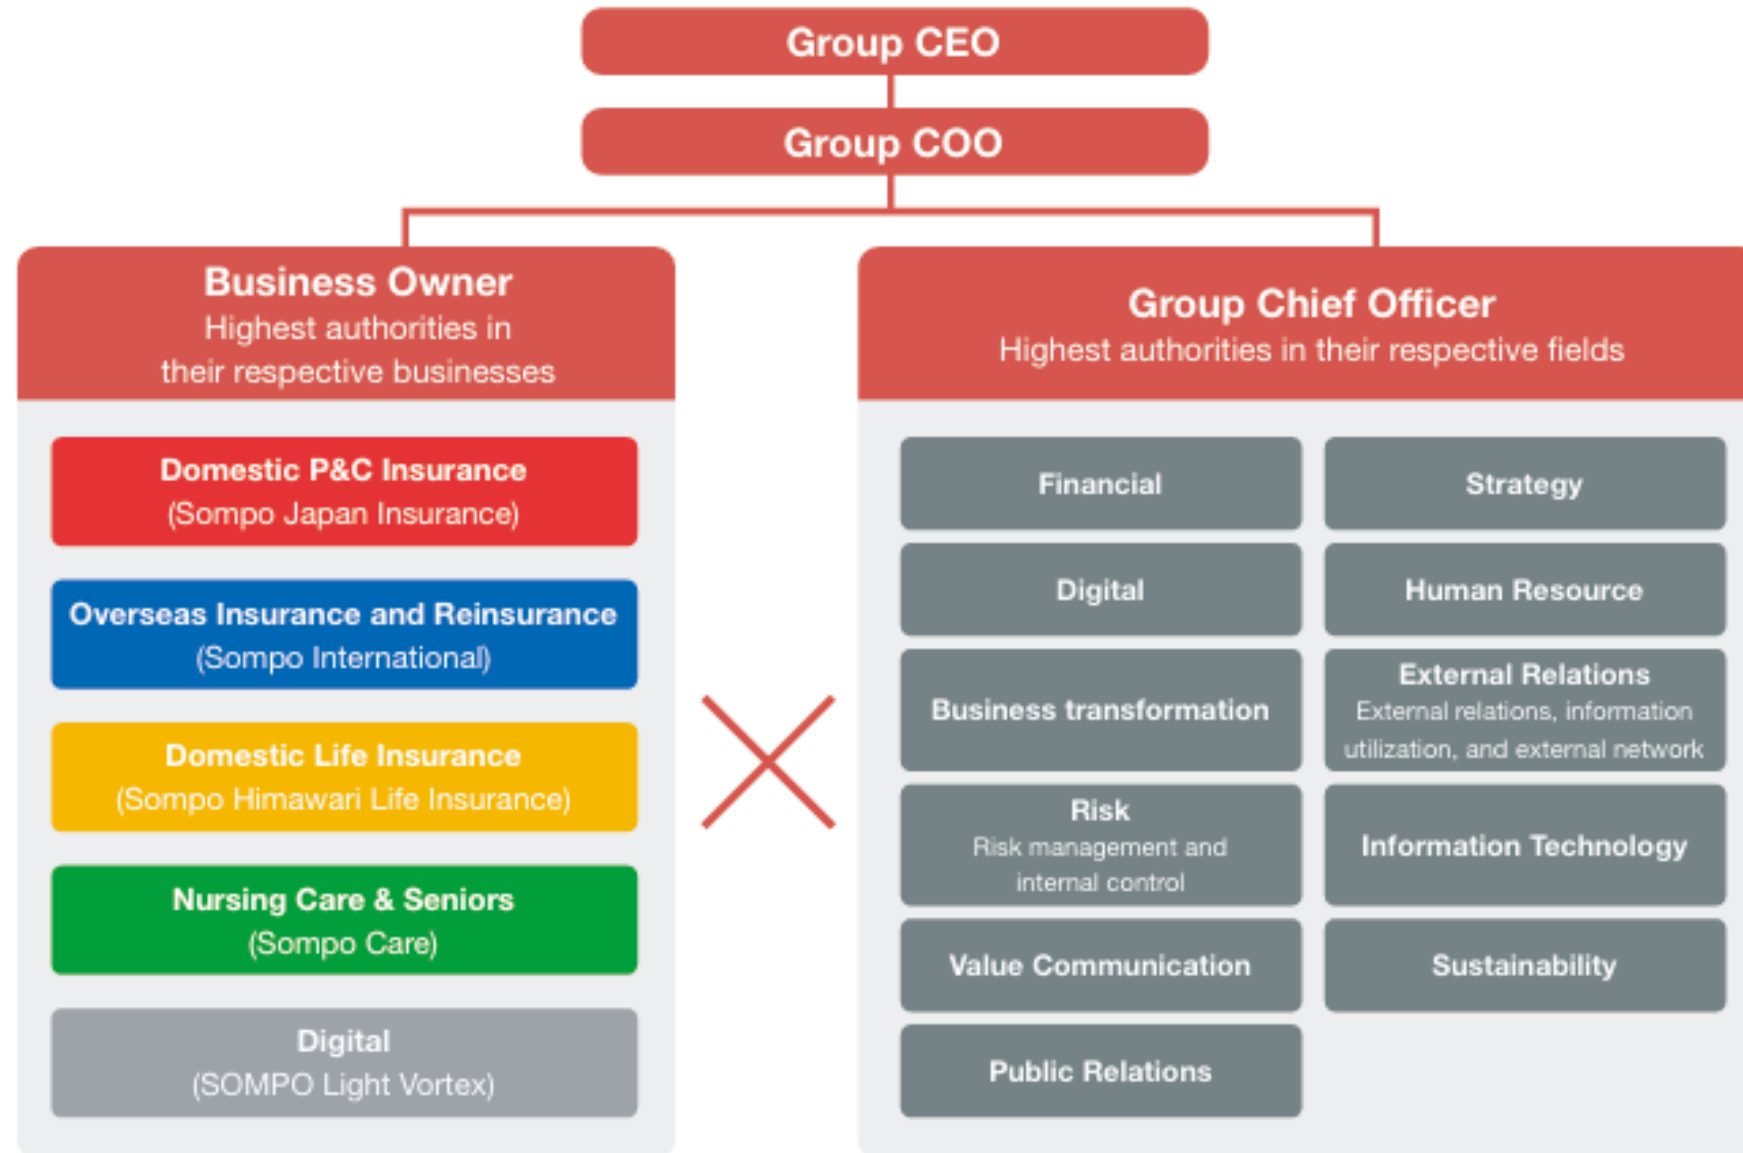 Group CEO
Group COO
Business Owner
Highest authorities in
their respective businesses
Domestic P&C Insurance
(Sompo Japan Insurance)
Overseas Insurance and Reinsurance
(Sompo International)
Domestic Life Insurance
(Sompo Himawari Life Insurance)
Nursing Care & Seniors
(Sompo Care)
Digital
(SOMPO Light Vortex)
Group Chief Officer
Highest authorities in their respective fields
Financial
Strategy
Digital
Human Resource
Business transformation
External Relations
External relations, information
utilization, and external network
Risk
Risk management and
internal control
Information Technology
Value Communication
Sustainability
Public Relations